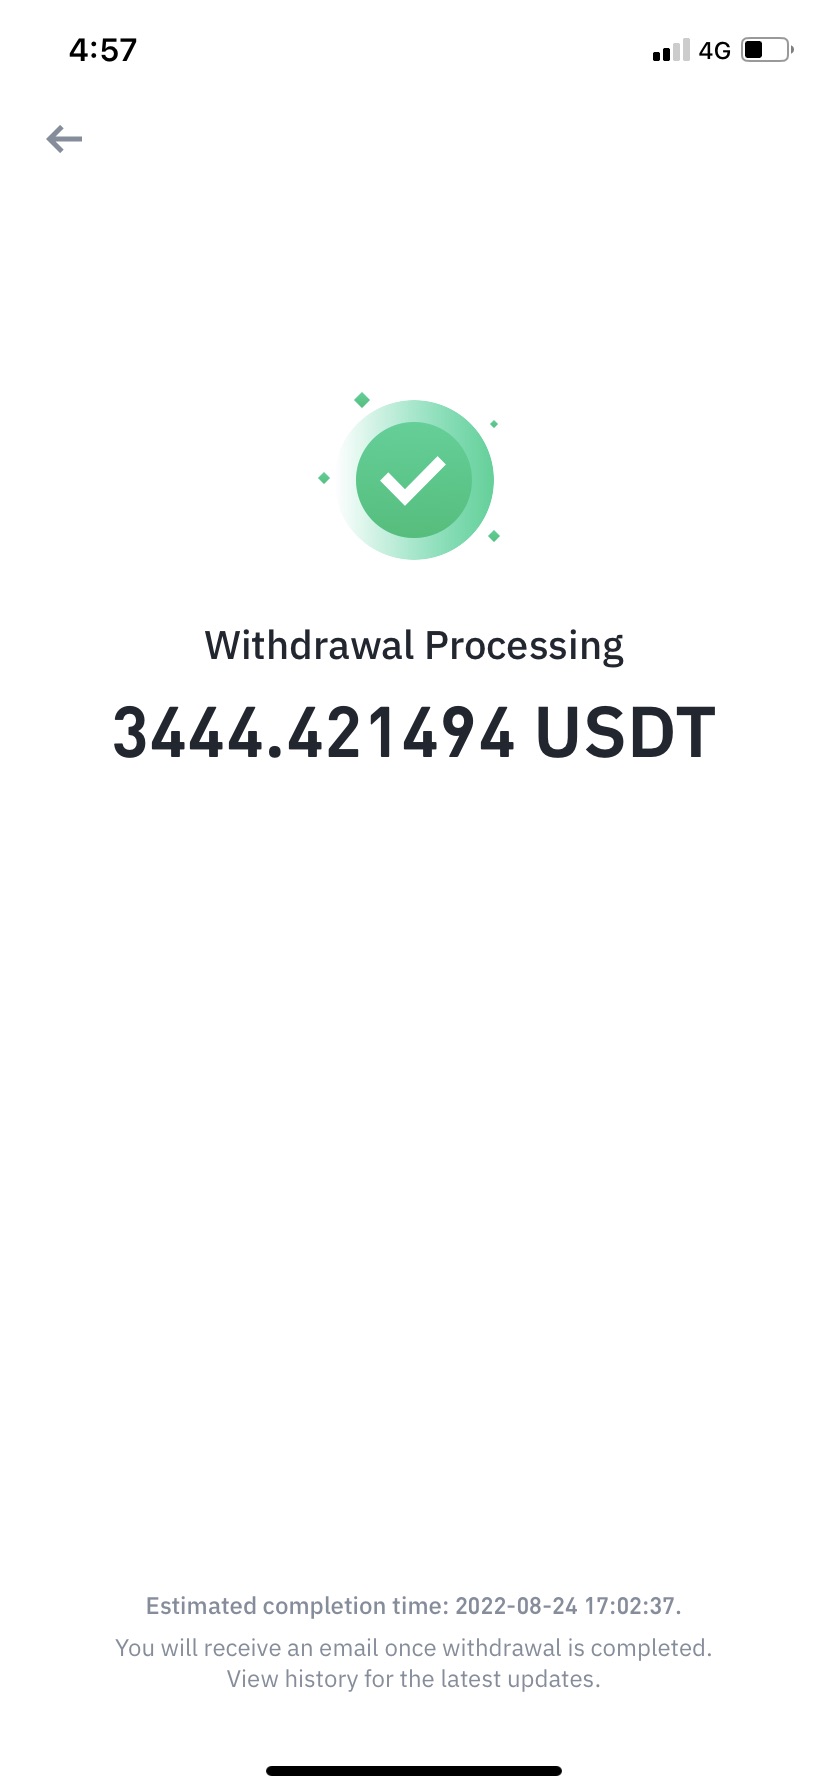 4:57
4G
Withdrawal Processing
3444.421494 USDT
Estimated completion time: 2022-08-24 17:02:37.
You will receive an email once withdrawal is completed.
View history for the latest updates.